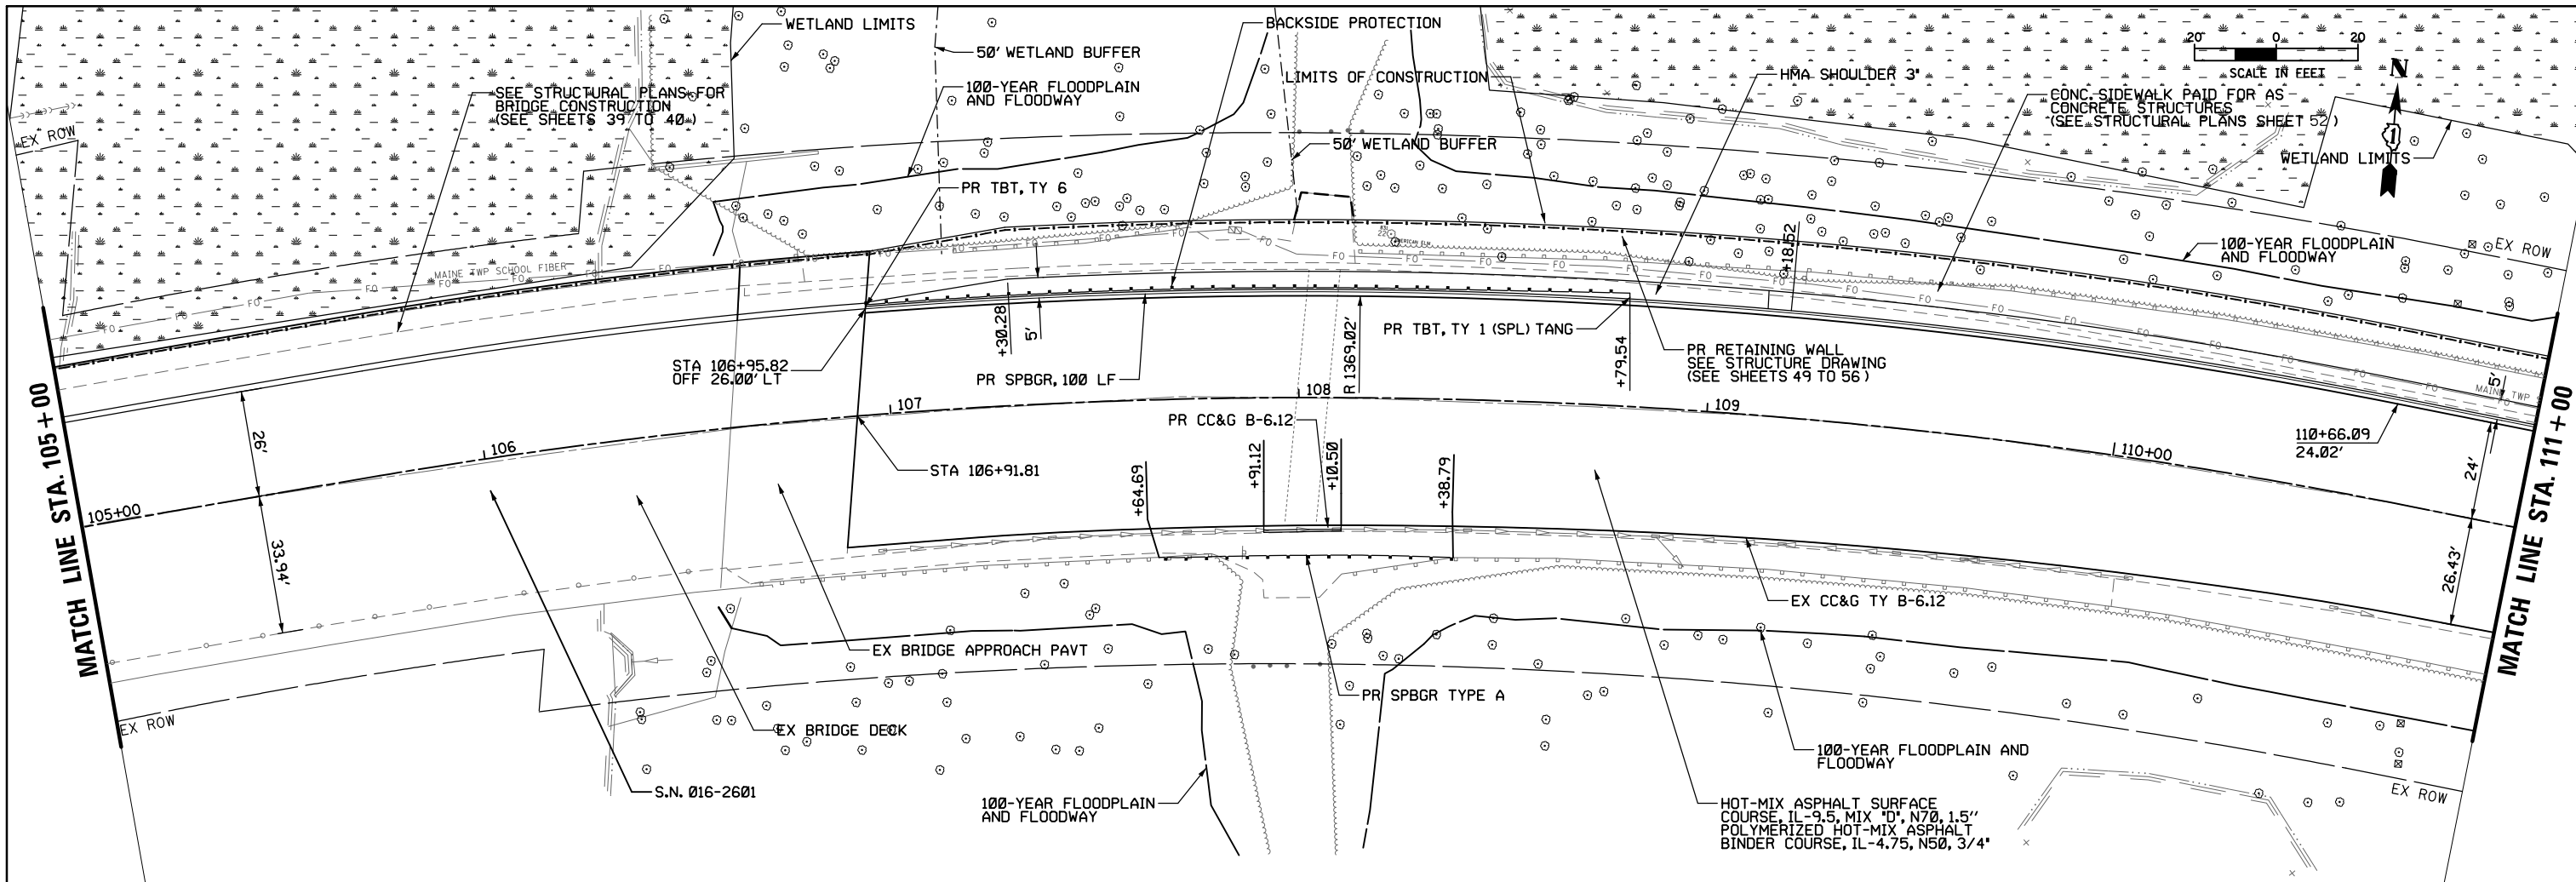 WETLAND LIMITS
BACKSIDE PROTECTION
50' WETLAND BUFFER
100-YEAR FLOODPLAIN
AND FLOODWAY
LIMITS OF CONSTRUCTION
HMA SHOULDER 3"
20 0 20
SCALE IN FEET
N
1
SEE STRUCTURAL PLANS FOR
BRIDGE CONSTRUCTION
(SEE SHEETS 39 TO 40 )
CONC. SIDEWALK PAID FOR AS
CONCRETE STRUCTURES
(SEE STRUCTURAL PLANS SHEET 52 )
EX ROW
50' WETLAND BUFFER
WETLAND LIMITS
PR TBT, TY 6
100-YEAR FLOODPLAIN
AND FLOODWAY
EX ROW
MAINE TWP SCHOOL FIBER
FO FO FO FO FO FO FO
+18.52
+30.28
5'
R 1369.02'
PR TBT, TY 1 (SPL) TANG
+79.54
STA 106+95.82
OFF 26.00' LT
PR SPBGR, 100 LF
PR RETAINING WALL
SEE STRUCTURE DRAWING
(SEE SHEETS 49 TO 56 )
MAINE TWP
5'
MATCH LINE STA. 105+00
26'
33.94'
105+00
106
107
108
109
110+00
110+66.09
24.02'
24'
26.43'
MATCH LINE STA. 111+00
PR CC&G B-6.12
STA 106+91.81
+64.69
+91.12
+10.50
+38.79
EX CC&G TY B-6.12
EX BRIDGE APPROACH PAVT
PR SPBGR TYPE A
EX ROW
EX BRIDGE DECK
S.N. 016-2601
100-YEAR FLOODPLAIN
AND FLOODWAY
100-YEAR FLOODPLAIN AND
FLOODWAY
EX ROW
HOT-MIX ASPHALT SURFACE
COURSE, IL-9.5, MIX "D", N70, 1.5"
POLYMERIZED HOT-MIX ASPHALT
BINDER COURSE, IL-4.75, N50, 3/4"